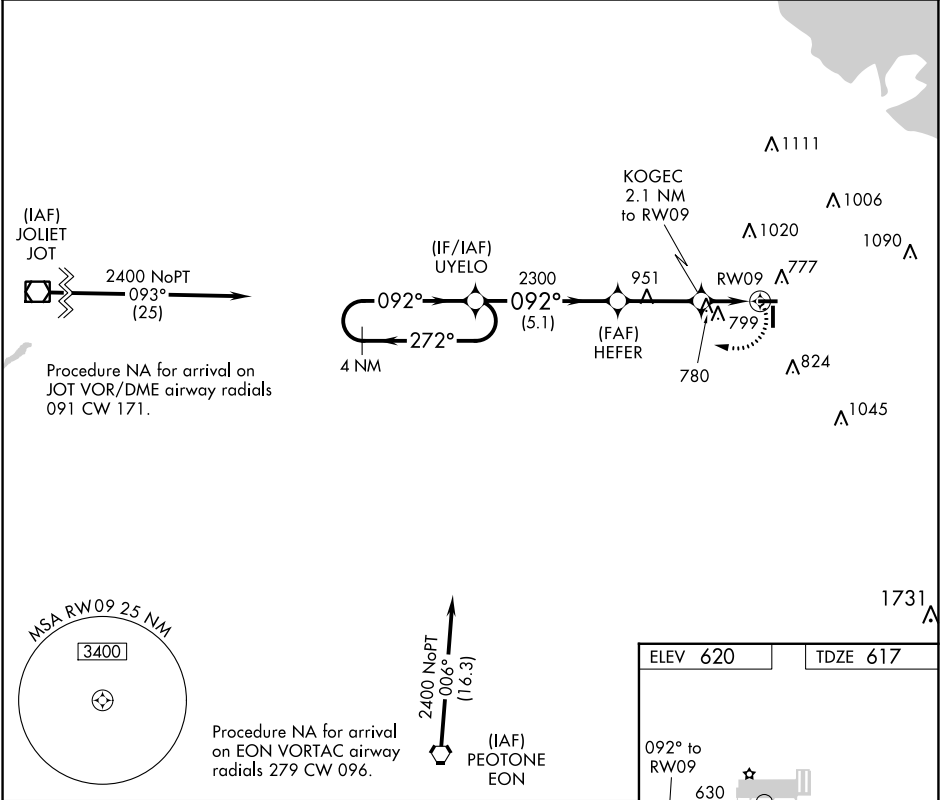 1111
KOGEC
2.1 NM
to RW09
1006
1020
1090
(IAF)
JOLIET
JOT
(IF/IAF)
UYELO
2400 NoPT
093°
(25)
2300
092°
092°
(5.1)
951
RW09
777
799
272°
4 NM
(FAF)
HEFER
780
824
1045
Procedure NA for arrival on
JOT VOR/DME airway radials
091 CW 171.
1731
MSA RW09 25 NM
3400
2400 NoPT
006°
(16.3)
(IAF)
PEOTONE
EON
Procedure NA for arrival
on EON VORTAC airway
radials 279 CW 096.
ELEV 620
TDZE 617
092° to
RW09
630